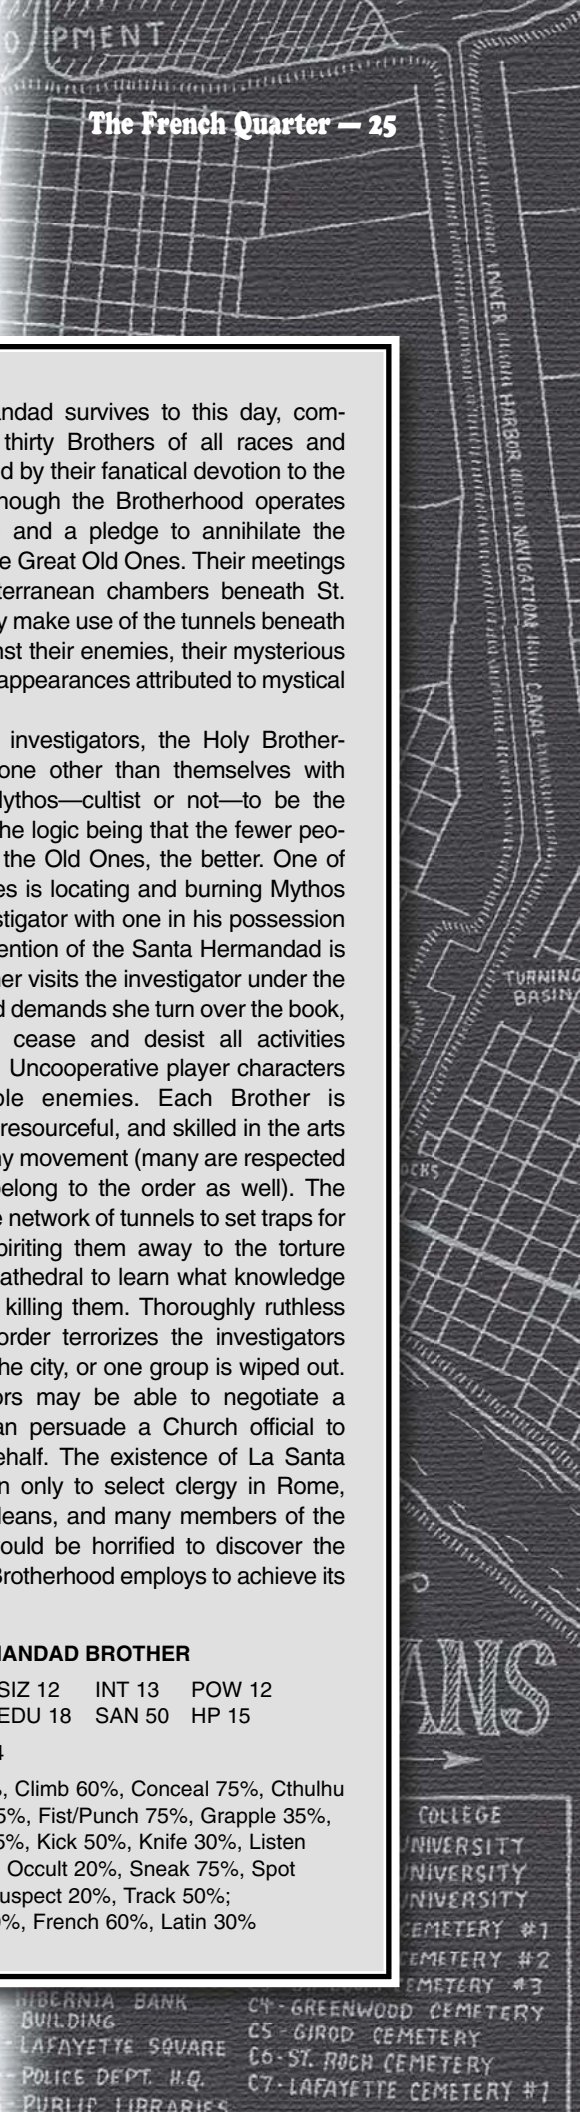 PMENT
The French Quarter — 25
INNER HARBOR NAVIGATION CANAL
andad survives to this day, com-
thirty Brothers of all races and
d by their fanatical devotion to the
hough the Brotherhood operates
and a pledge to annihilate the
e Great Old Ones. Their meetings
terranean chambers beneath St.
y make use of the tunnels beneath
nst their enemies, their mysterious
appearances attributed to mystical
investigators, the Holy Brother-
one other than themselves with
Mythos—cultist or not—to be the
he logic being that the fewer peo-
the Old Ones, the better. One of
es is locating and burning Mythos
stigator with one in his possession
ention of the Santa Hermandad is
her visits the investigator under the
d demands she turn over the book,
cease and desist all activities
Uncooperative player characters
ble enemies. Each Brother is
resourceful, and skilled in the arts
hy movement (many are respected
belong to the order as well). The
e network of tunnels to set traps for
piriting them away to the torture
athedral to learn what knowledge
killing them. Thoroughly ruthless
order terrorizes the investigators
he city, or one group is wiped out.
ors may be able to negotiate a
an persuade a Church official to
ehalf. The existence of La Santa
n only to select clergy in Rome,
leans, and many members of the
ould be horrified to discover the
Brotherhood employs to achieve its
TURNING
BASIN
OCKS
MANDAD BROTHER
SIZ 12 INT 13 POW 12
EDU 18 SAN 50 HP 15
4
%, Climb 60%, Conceal 75%, Cthulhu
5%, Fist/Punch 75%, Grapple 35%,
5%, Kick 50%, Knife 30%, Listen
Occult 20%, Sneak 75%, Spot
uspect 20%, Track 50%;
0%, French 60%, Latin 30%
ANS
COLLEGE
UNIVERSITY
UNIVERSITY
UNIVERSITY
CEMETERY #1
CEMETERY #2
EMETERY #3
C4 - GREENWOOD CEMETERY
C5 - GIROD CEMETERY
C6 - ST. ROCH CEMETERY
C7 - LAFAYETTE CEMETERY #1
HIBERNIA BANK
BUILDING
- LAFAYETTE SQUARE
- POLICE DEPT. H.Q.
- PUBLIC LIBRARIES